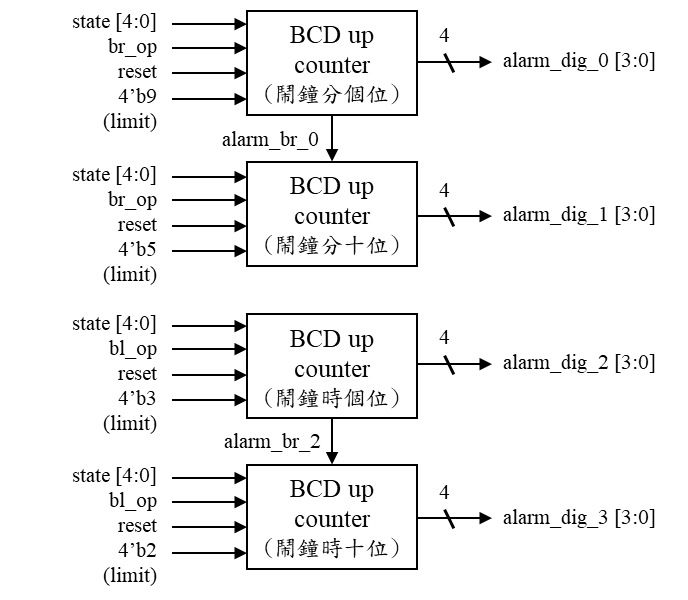 state [4:0]
br_op
reset
4’b9
(limit)
BCD up
counter
（鬧鐘分個位）
4
alarm_dig_0 [3:0]
alarm_br_0
state [4:0]
br_op
reset
4’b5
(limit)
BCD up
counter
（鬧鐘分十位）
4
alarm_dig_1 [3:0]
state [4:0]
bl_op
reset
4’b3
(limit)
BCD up
counter
（鬧鐘時個位）
4
alarm_dig_2 [3:0]
alarm_br_2
state [4:0]
bl_op
reset
4’b2
(limit)
BCD up
counter
（鬧鐘時十位）
4
alarm_dig_3 [3:0]